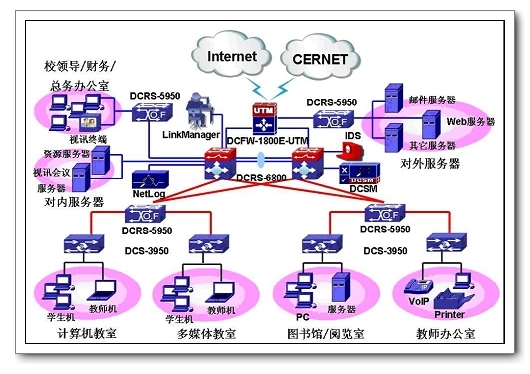 Internet
CERNET
校领导/财务/
总务办公室
DCRS-5950
视讯终端
LinkManager
UTM
DCFW-1800E-UTM
DCRS-5950
IDS
邮件服务器
Web服务器
其它服务器
对外服务器
资源服务器
视讯会议
服务器
对内服务器
NetLog
DCRS-6800
DCSM
DCRS-5950
DCS-3950
DCRS-5950
DCS-3950
学生机
教师机
计算机教室
学生机
教师机
多媒体教室
PC
服务器
图书馆/阅览室
VoIP
Printer
教师办公室